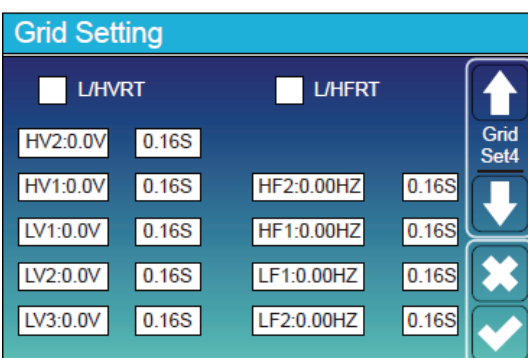 Grid Setting
L/HVRT L/HFRT
HV2:0.0V 0.16S
Grid
Set4
HV1:0.0V 0.16S HF2:0.00HZ 0.16S
LV1:0.0V 0.16S HF1:0.00HZ 0.16S
LV2:0.0V 0.16S LF1:0.00HZ 0.16S
LV3:0.0V 0.16S LF2:0.00HZ 0.16S